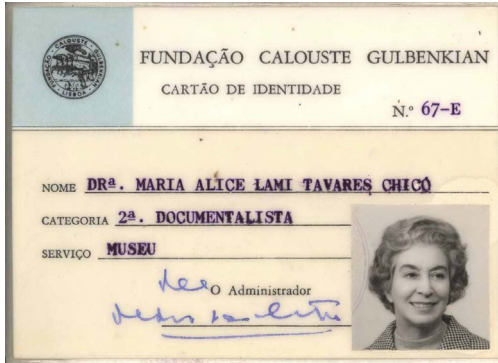 FUNDAÇÃO CALOUSTE GULBENKIAN
CARTÃO DE IDENTIDADE
N.º 67-E
NOME DRª. MARIA ALICE LAMI TAVARES CHICÓ
CATEGORIA 2ª. DOCUMENTALISTA
SERVIÇO MUSEU
O Administrador